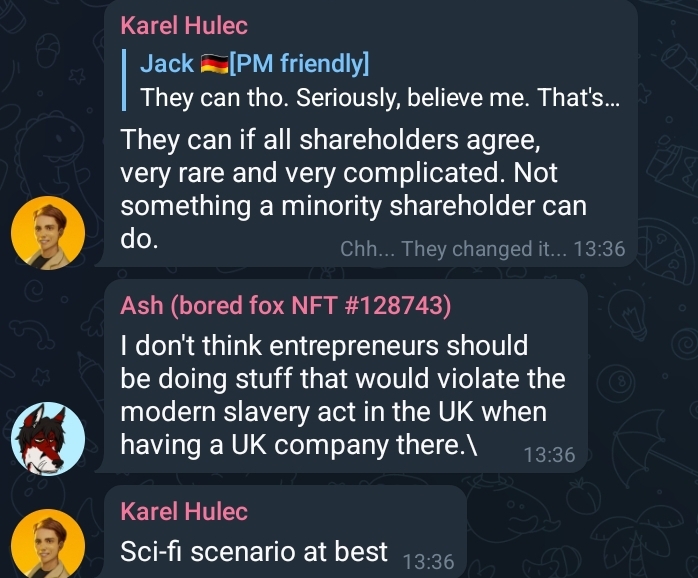 Karel Hulec
Jack 🇩🇪[PM friendly]
They can tho. Seriously, believe me. That's...
They can if all shareholders agree,
very rare and very complicated. Not
something a minority shareholder can
do.
Chh... They changed it... 13:36
Ash (bored fox NFT #128743)
I don't think entrepreneurs should
be doing stuff that would violate the
modern slavery act in the UK when
having a UK company there.\
13:36
Karel Hulec
Sci-fi scenario at best 13:36